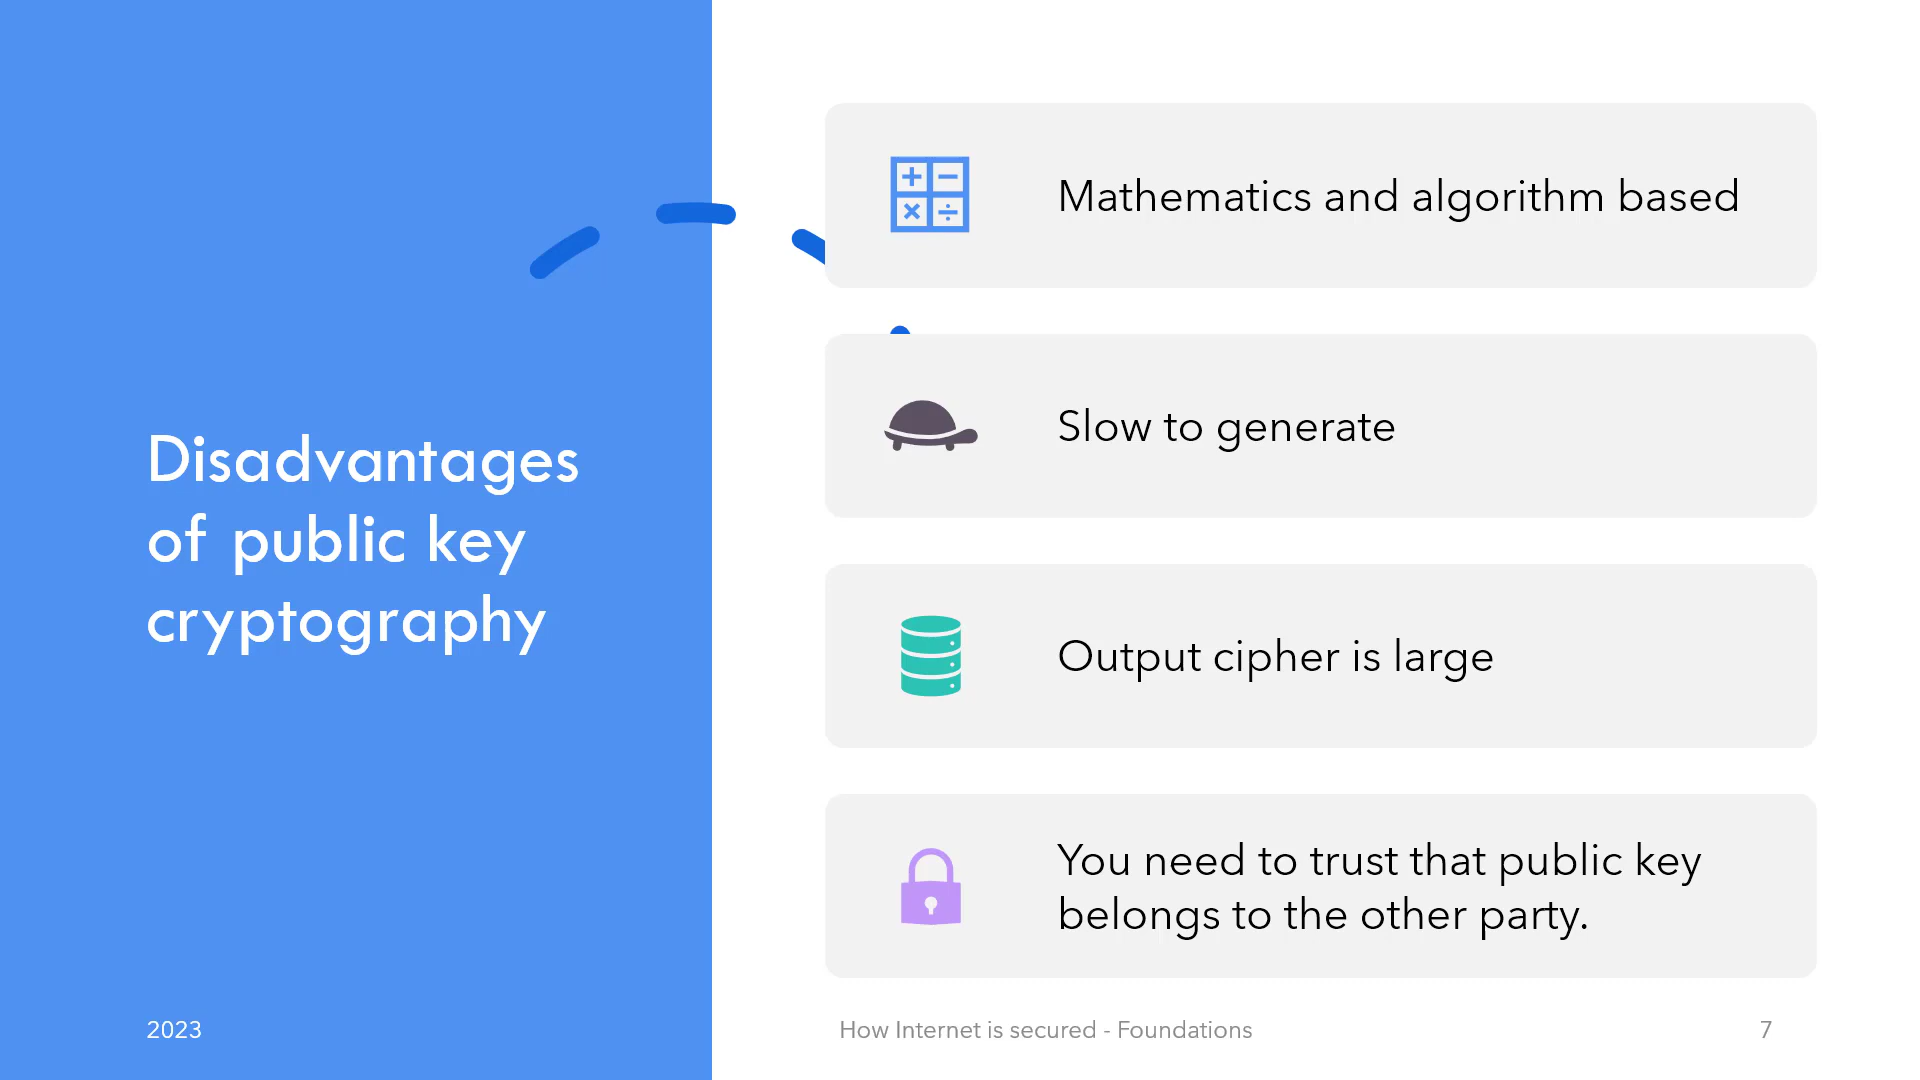 Disadvantages
of public key
cryptography
Mathematics and algorithm based
Slow to generate
Output cipher is large
You need to trust that public key
belongs to the other party.
2023
How Internet is secured - Foundations
7